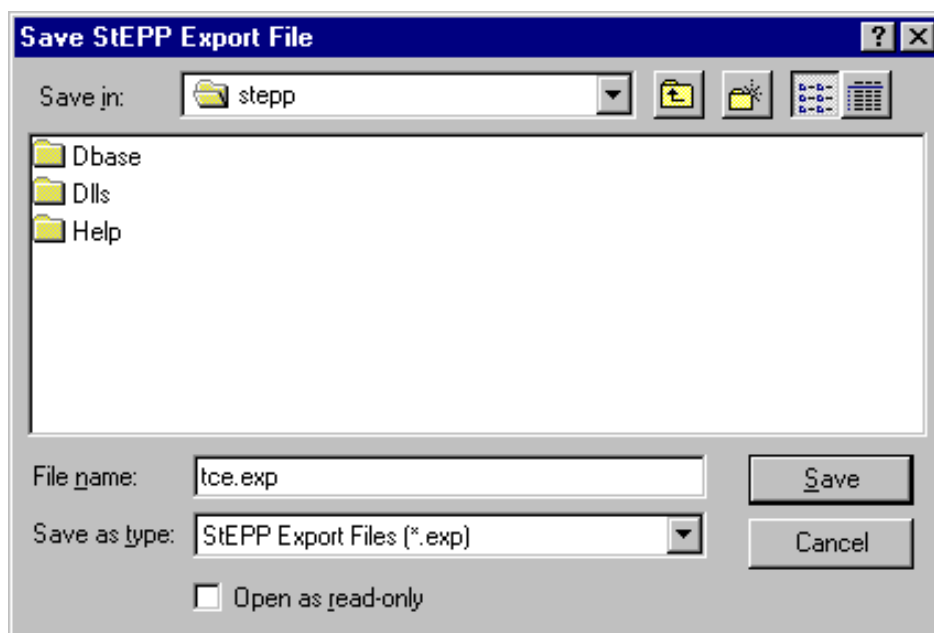 Save StEPP Export File
Save in: stepp
Dbase
Dlls
Help
File name: tce.exp Save
Save as type: StEPP Export Files (*.exp) Cancel
Open as read-only